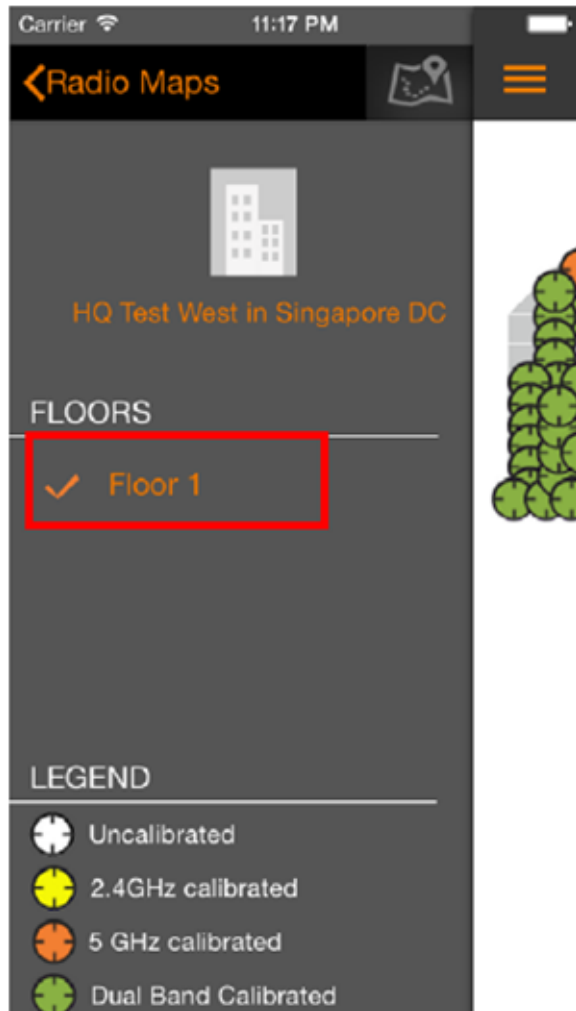 Carrier 11:17 PM
Radio Maps
HQ Test West in Singapore DC
FLOORS
Floor 1
LEGEND
Uncalibrated
2.4GHz calibrated
5 GHz calibrated
Dual Band Calibrated